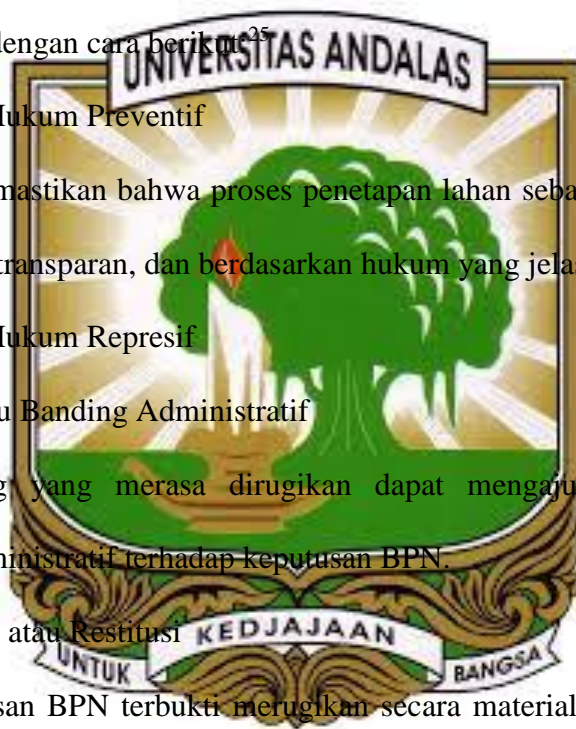 dengan cara berikut:25
UNIVERSITAS ANDALAS
Hukum Preventif
mastikan bahwa proses penetapan lahan seba
transparan, dan berdasarkan hukum yang jelas
Hukum Represif
u Banding Administratif
g yang merasa dirugikan dapat mengaju
ministratif terhadap keputusan BPN.
atau Restitusi
KEDJAJAAN
UNTUK BANGSA
san BPN terbukti merugikan secara material